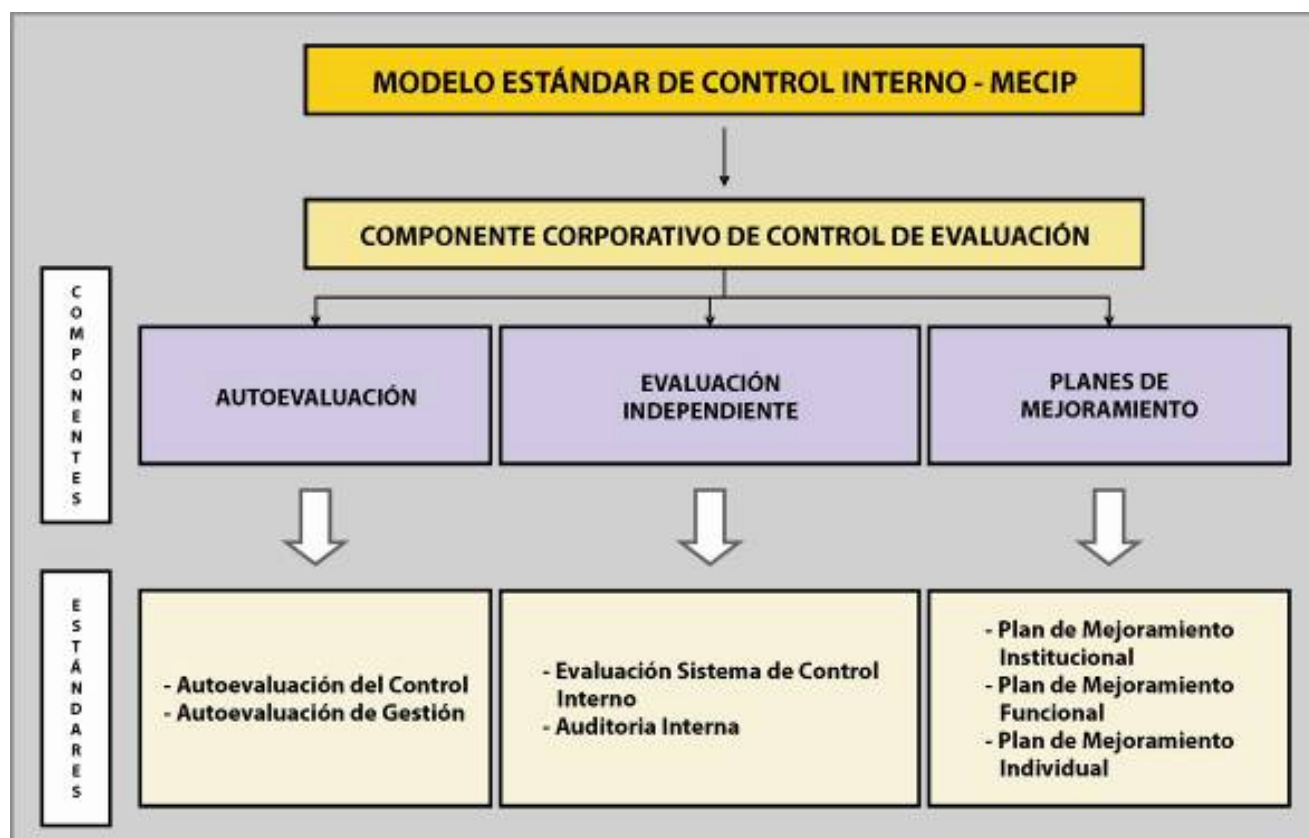 MODELO ESTÁNDAR DE CONTROL INTERNO - MECIP
COMPONENTE CORPORATIVO DE CONTROL DE EVALUACIÓN
COMPONENTES
AUTOEVALUACIÓN
EVALUACIÓN
INDEPENDIENTE
PLANES DE
MEJORAMIENTO
ESTÁNDARES
- Autoevaluación del Control
- Autoevaluación de Gestión
- Evaluación Sistema de Control
Interno
- Auditoria Interna
- Plan de Mejoramiento
Institucional
- Plan de Mejoramiento
Funcional
- Plan de Mejoramiento
Individual